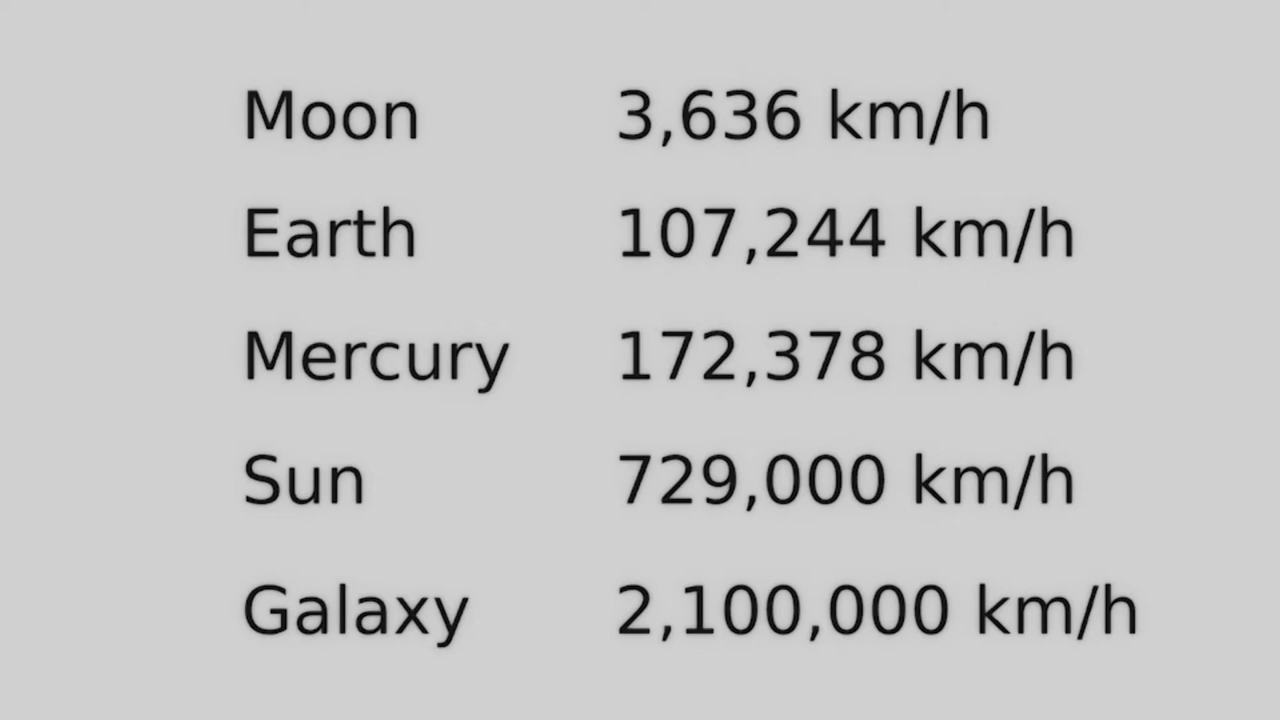 Moon 3,636 km/h
Earth 107,244 km/h
Mercury 172,378 km/h
Sun 729,000 km/h
Galaxy 2,100,000 km/h